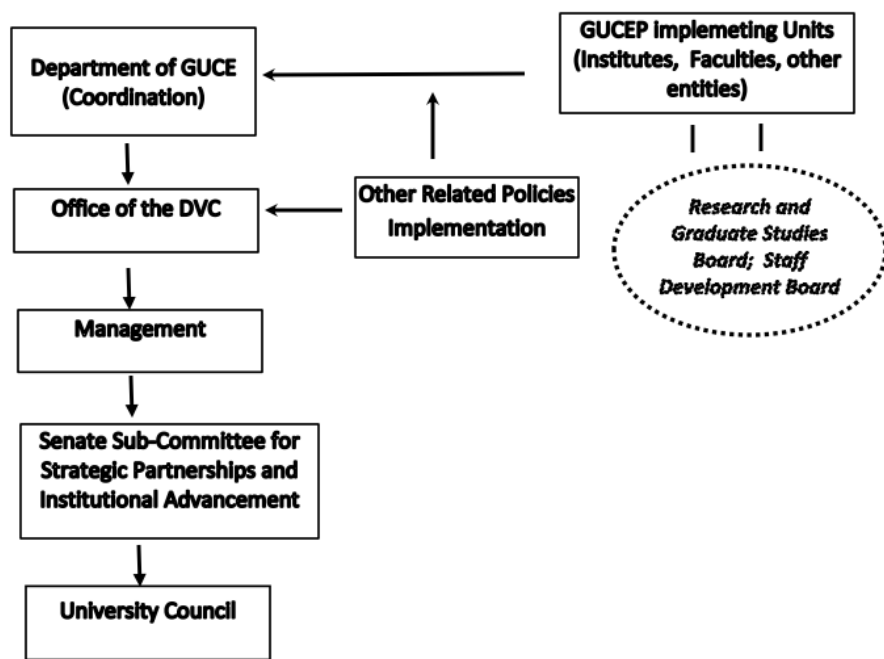 Department of GUCE
(Coordination)
GUCEP implemeting Units
(Institutes, Faculties, other
entities)
Office of the DVC
Other Related Policies
Implementation
Research and
Graduate Studies
Board; Staff
Development Board
Management
Senate Sub-Committee for
Strategic Partnerships and
Institutional Advancement
University Council